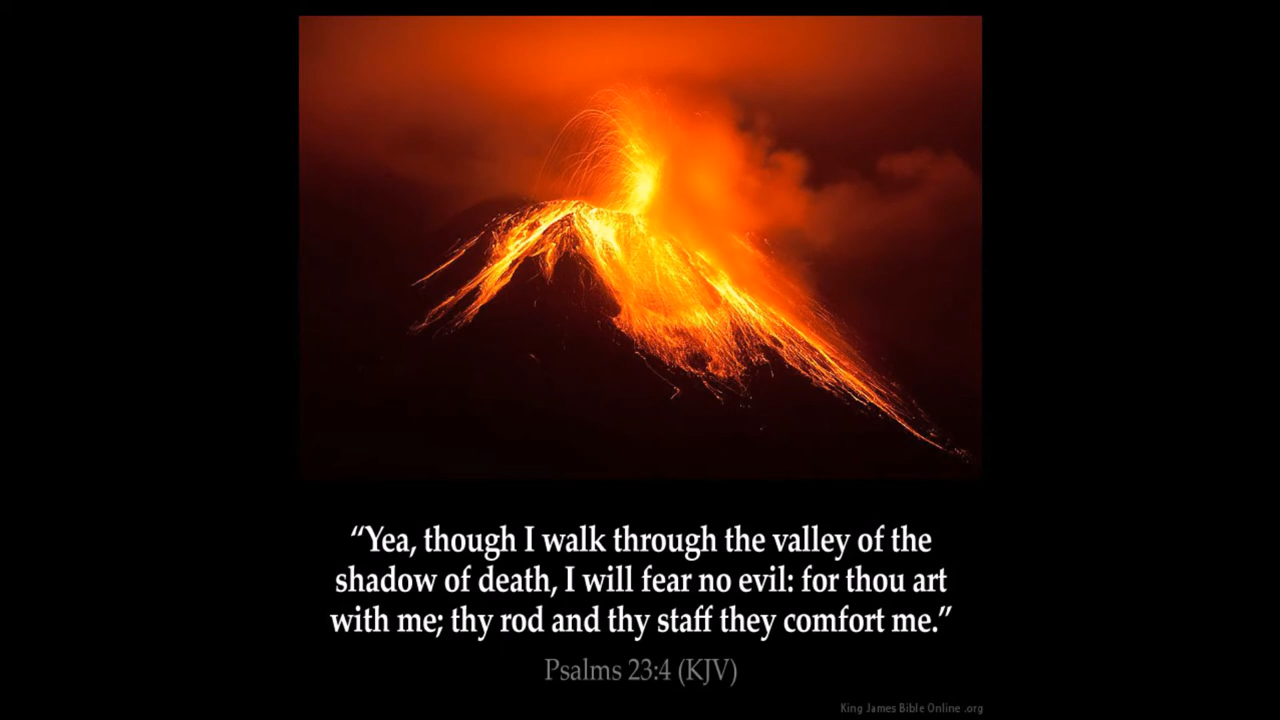 “Yea, though I walk through the valley of the
shadow of death, I will fear no evil: for thou art
with me; thy rod and thy staff they comfort me.”
Psalms 23:4 (KJV)
King James Bible Online .org